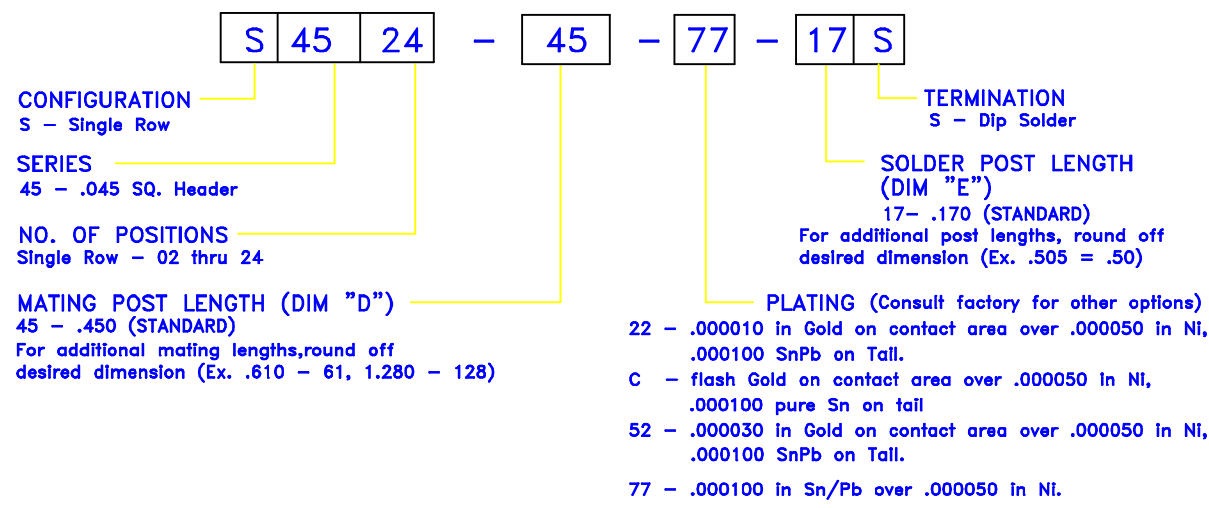 S 45 24 - 45 - 77 - 17 S
CONFIGURATION
S - Single Row
SERIES
45 - .045 SQ. Header
NO. OF POSITIONS
Single Row - 02 thru 24
MATING POST LENGTH (DIM "D")
45 - .450 (STANDARD)
For additional mating lengths,round off
desired dimension (Ex. .610 - 61, 1.280 - 128)
TERMINATION
S - Dip Solder
SOLDER POST LENGTH
(DIM "E")
17- .170 (STANDARD)
For additional post lengths, round off
desired dimension (Ex. .505 = .50)
PLATING (Consult factory for other options)
22 - .000010 in Gold on contact area over .000050 in Ni,
.000100 SnPb on Tail.
C - flash Gold on contact area over .000050 in Ni,
.000100 pure Sn on tail
52 - .000030 in Gold on contact area over .000050 in Ni,
.000100 SnPb on Tail.
77 - .000100 in Sn/Pb over .000050 in Ni.